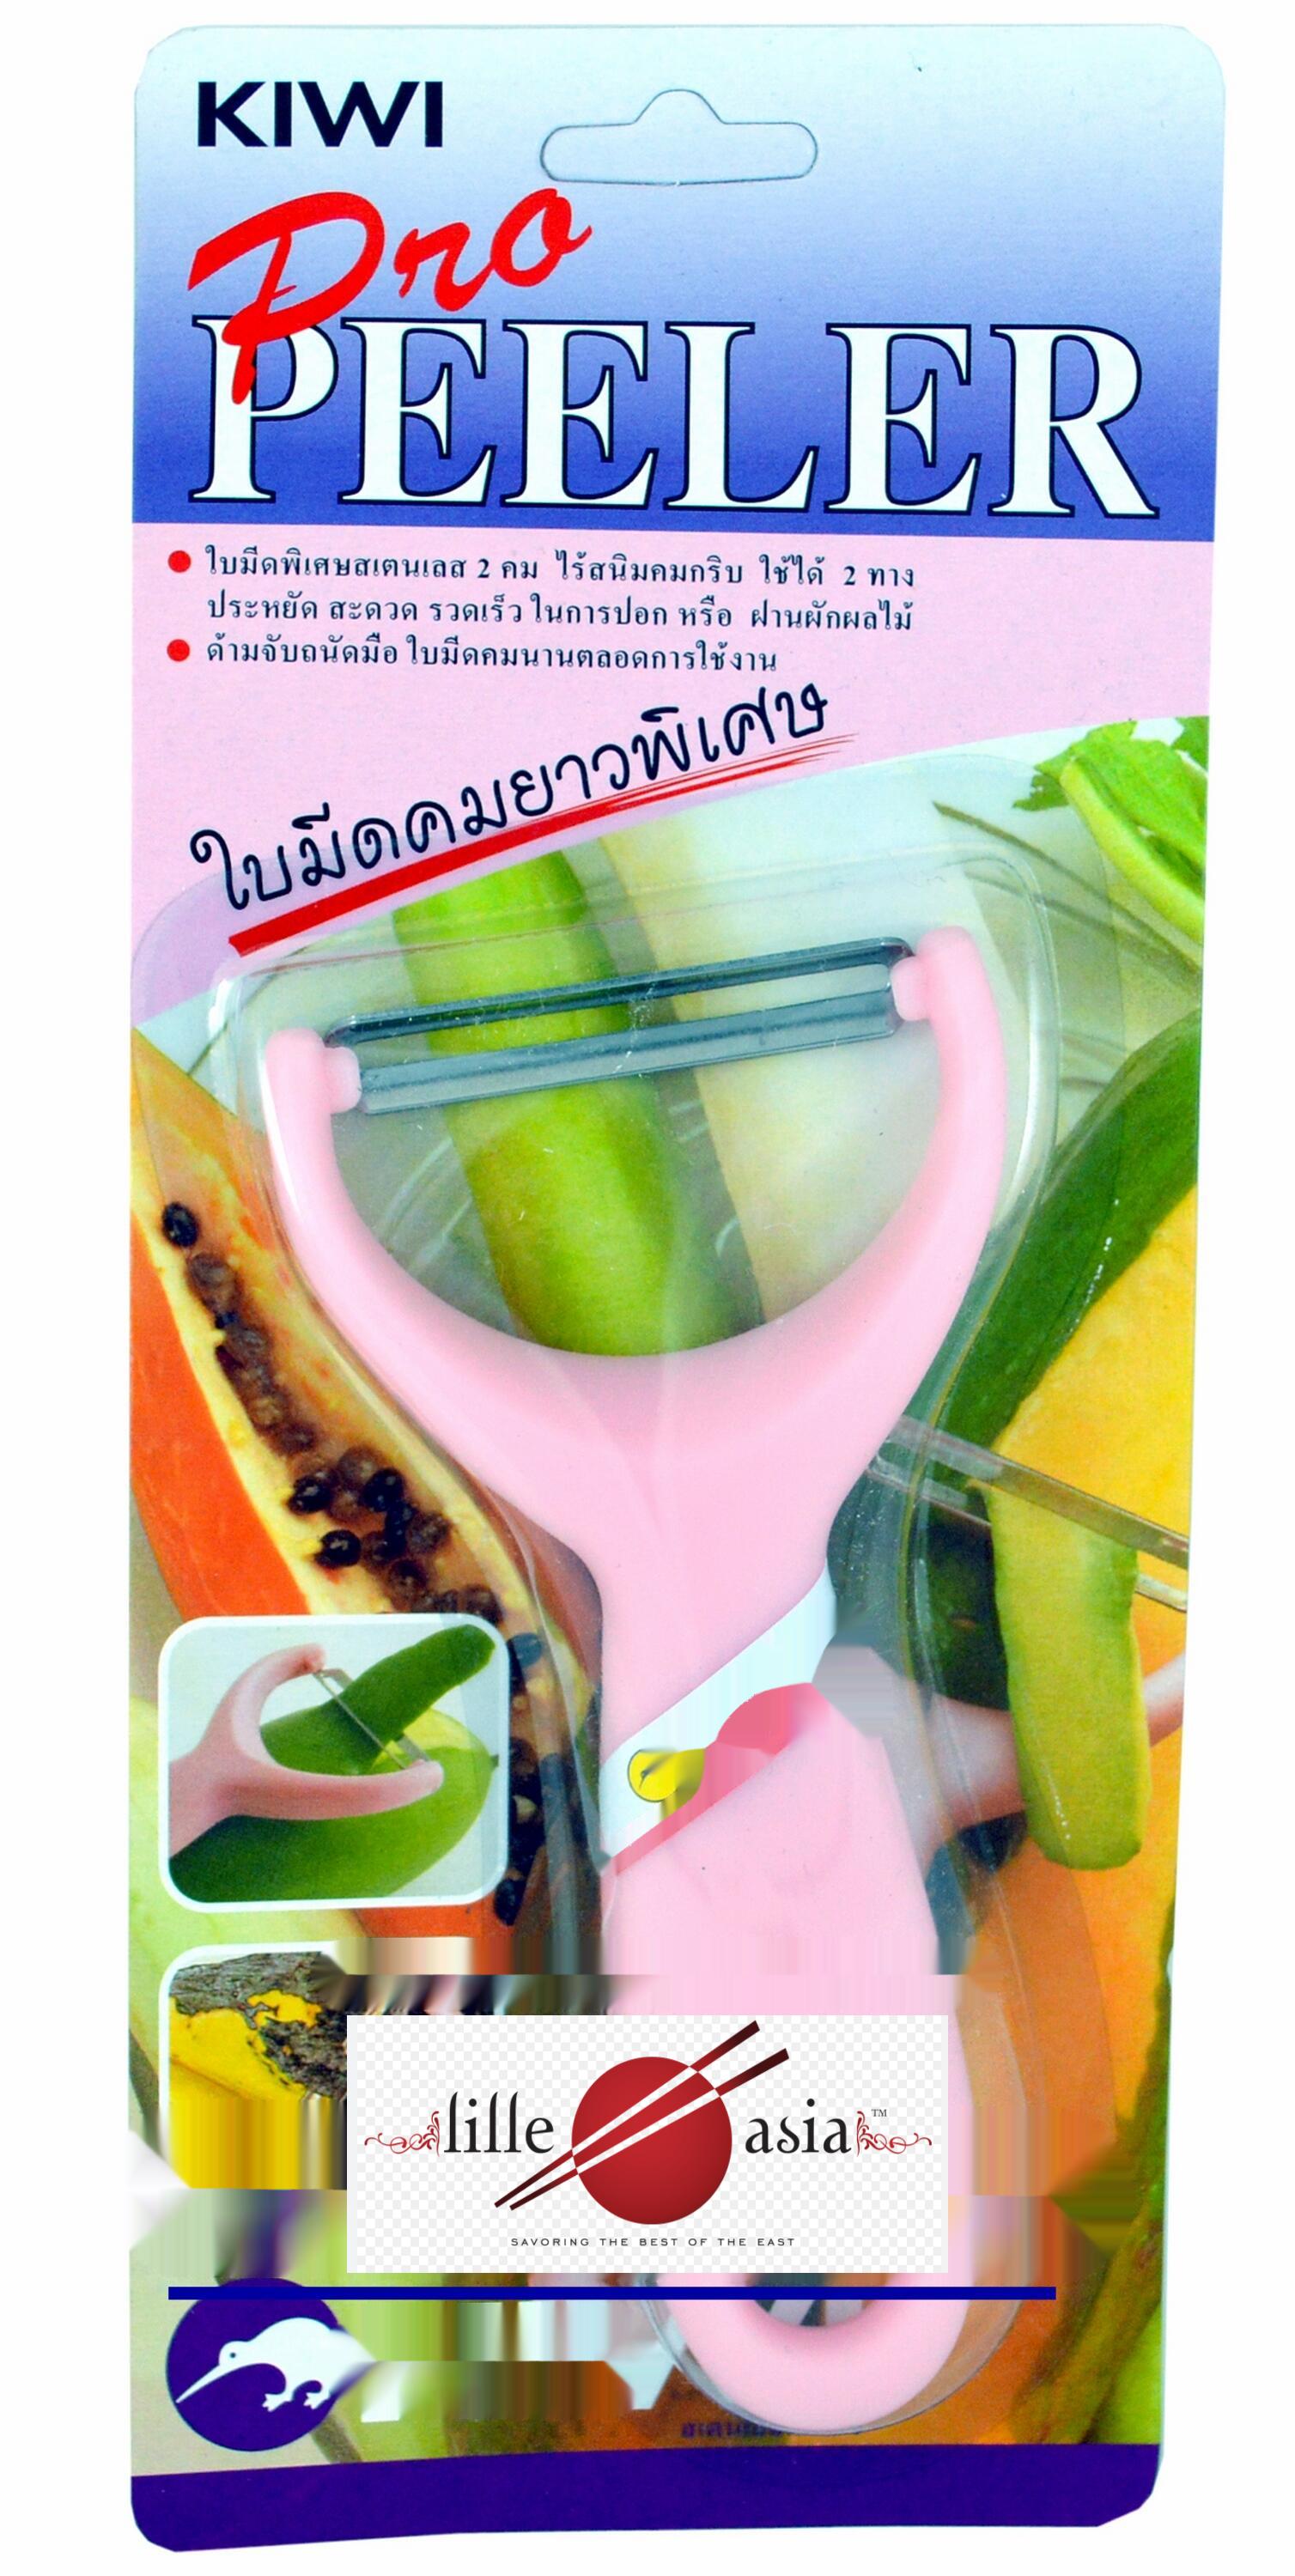 KIWI
Pro
PEELER
ใบมีดพิเศษสเตนเลส 2 คม ไร้สนิมคมกริบ ใช้ได้ 2 ทาง
ประหยัด สะดวด รวดเร็ว ในการปอก หรือ ฝานผักผลไม้
ด้ามจับถนัดมือ ใบมีดคมนานตลอดการใช้งาน
ใบมีดคมยาวพิเศษ
lille asia™
SAVORING THE BEST OF THE EAST